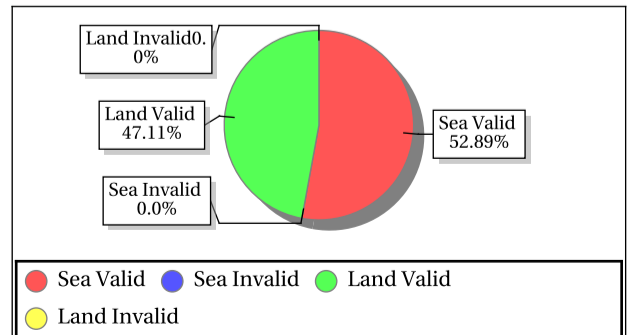 Land Invalid0.
0%
Land Valid
47.11%
Sea Valid
52.89%
Sea Invalid
0.0%
Sea Valid Sea Invalid Land Valid
Land Invalid